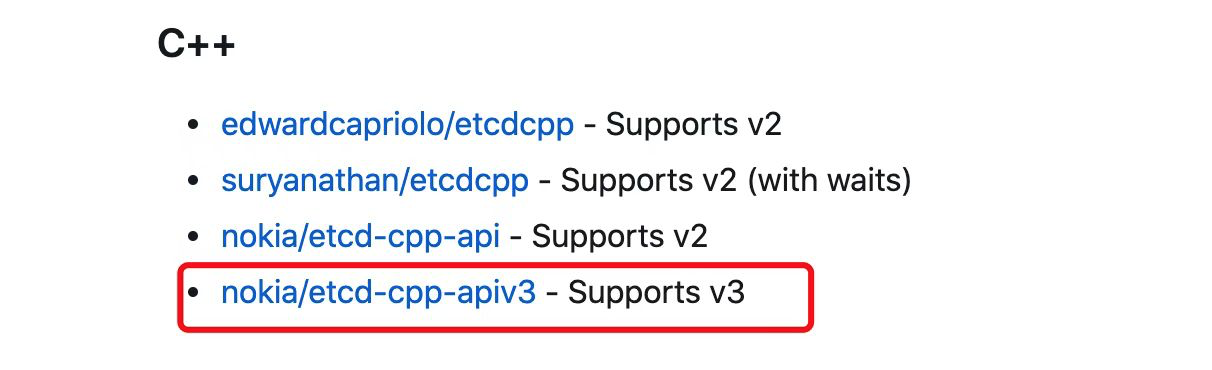 C++
• edwardcapriolo/etcdcpp - Supports v2
• suryanathan/etcdcpp - Supports v2 (with waits)
• nokia/etcd-cpp-api - Supports v2
• nokia/etcd-cpp-apiv3 - Supports v3